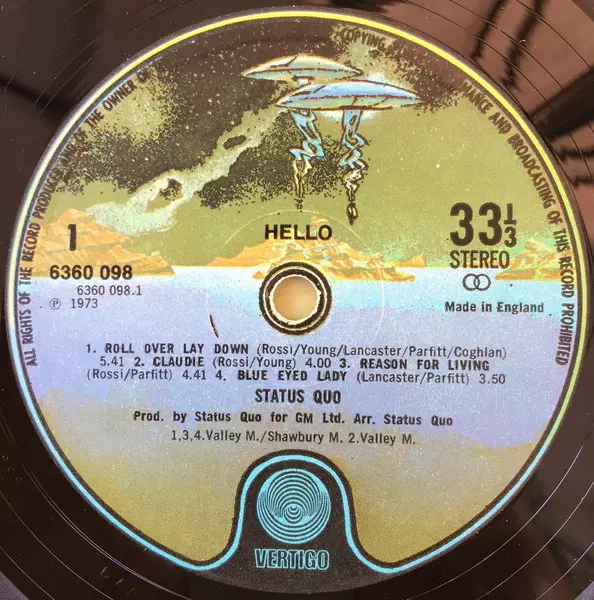 ALL RIGHTS OF THE RECORD PRODUCER AND OF THE OWNER OF
COPYING,
MANCE AND BROADCASTING OF THIS RECORD PROHIBITED
1
HELLO
33⅓
STEREO
6360 098
6360 098.1
℗ 1973
Made in England
1. ROLL OVER LAY DOWN (Rossi/Young/Lancaster/Parfitt/Coghlan)
5.41 2. CLAUDIE (Rossi/Young) 4.00 3. REASON FOR LIVING
(Rossi/Parfitt) 4.41 4. BLUE EYED LADY (Lancaster/Parfitt) 3.50
STATUS QUO
Prod. by Status Quo for GM Ltd. Arr. Status Quo
1,3,4.Valley M./Shawbury M. 2.Valley M.
VERTIGO